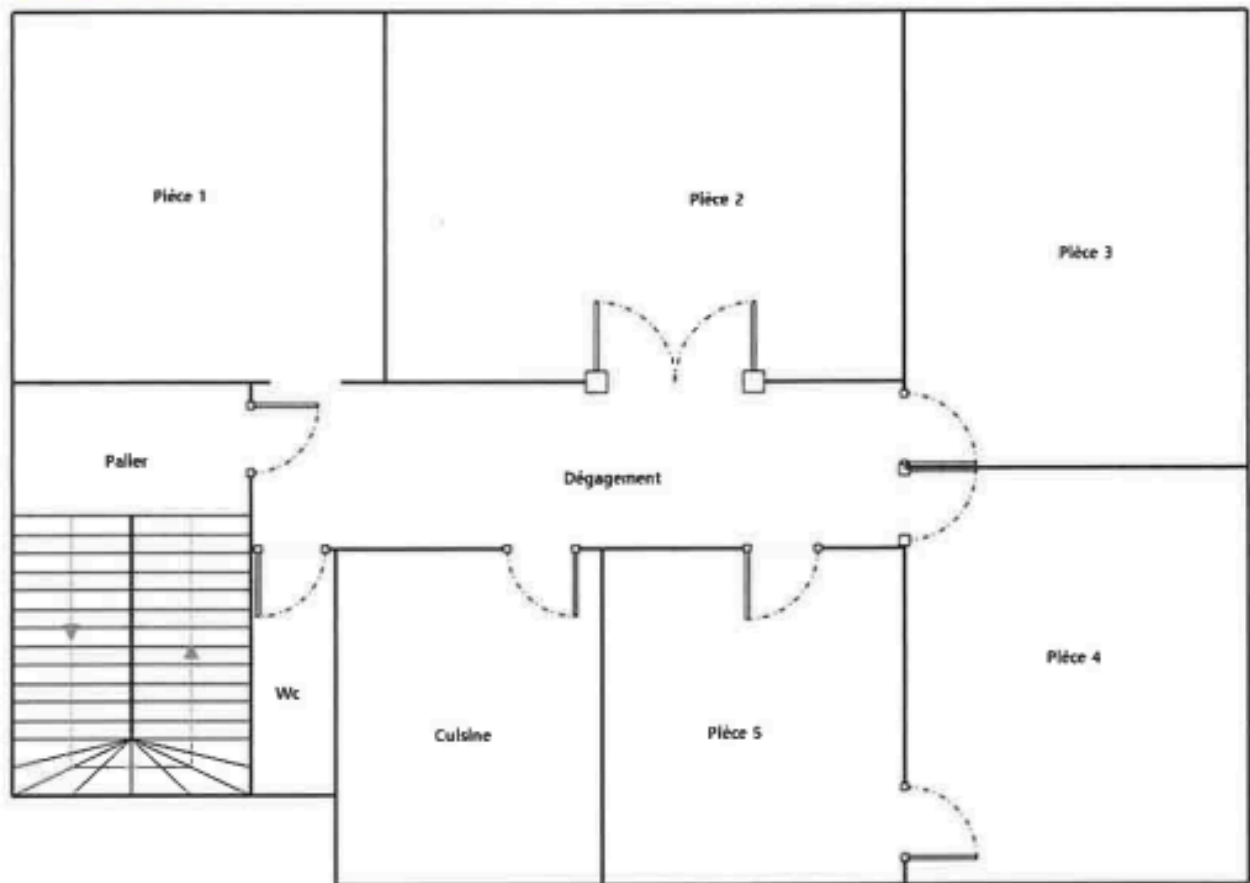 Pièce 1
Pièce 2
Pièce 3
Palier
Dégagement
Pièce 4
Wc
Cuisine
Pièce 5